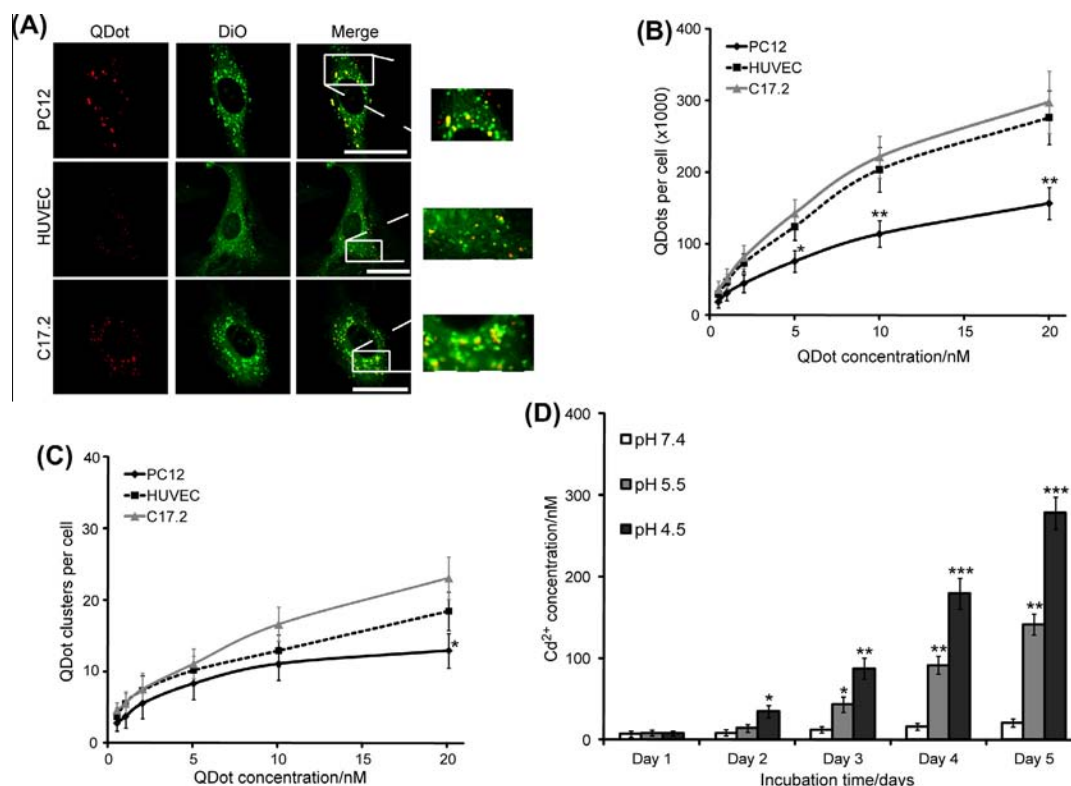 (A)
QDot DiO Merge
PC12
HUVEC
C17.2
(B)
PC12
HUVEC
C17.2
QDots per cell (x1000)
400
300
200
100
0
*
**
**
0 5 10 15 20
QDot concentration/nM
(C)
PC12
HUVEC
C17.2
QDot clusters per cell
40
30
20
10
0
*
0 5 10 15 20
QDot concentration/nM
(D)
pH 7.4
pH 5.5
pH 4.5
Cd²⁺ concentration/nM
400
300
200
100
0
*
*
**
**
***
**
***
Day 1 Day 2 Day 3 Day 4 Day 5
Incubation time/days